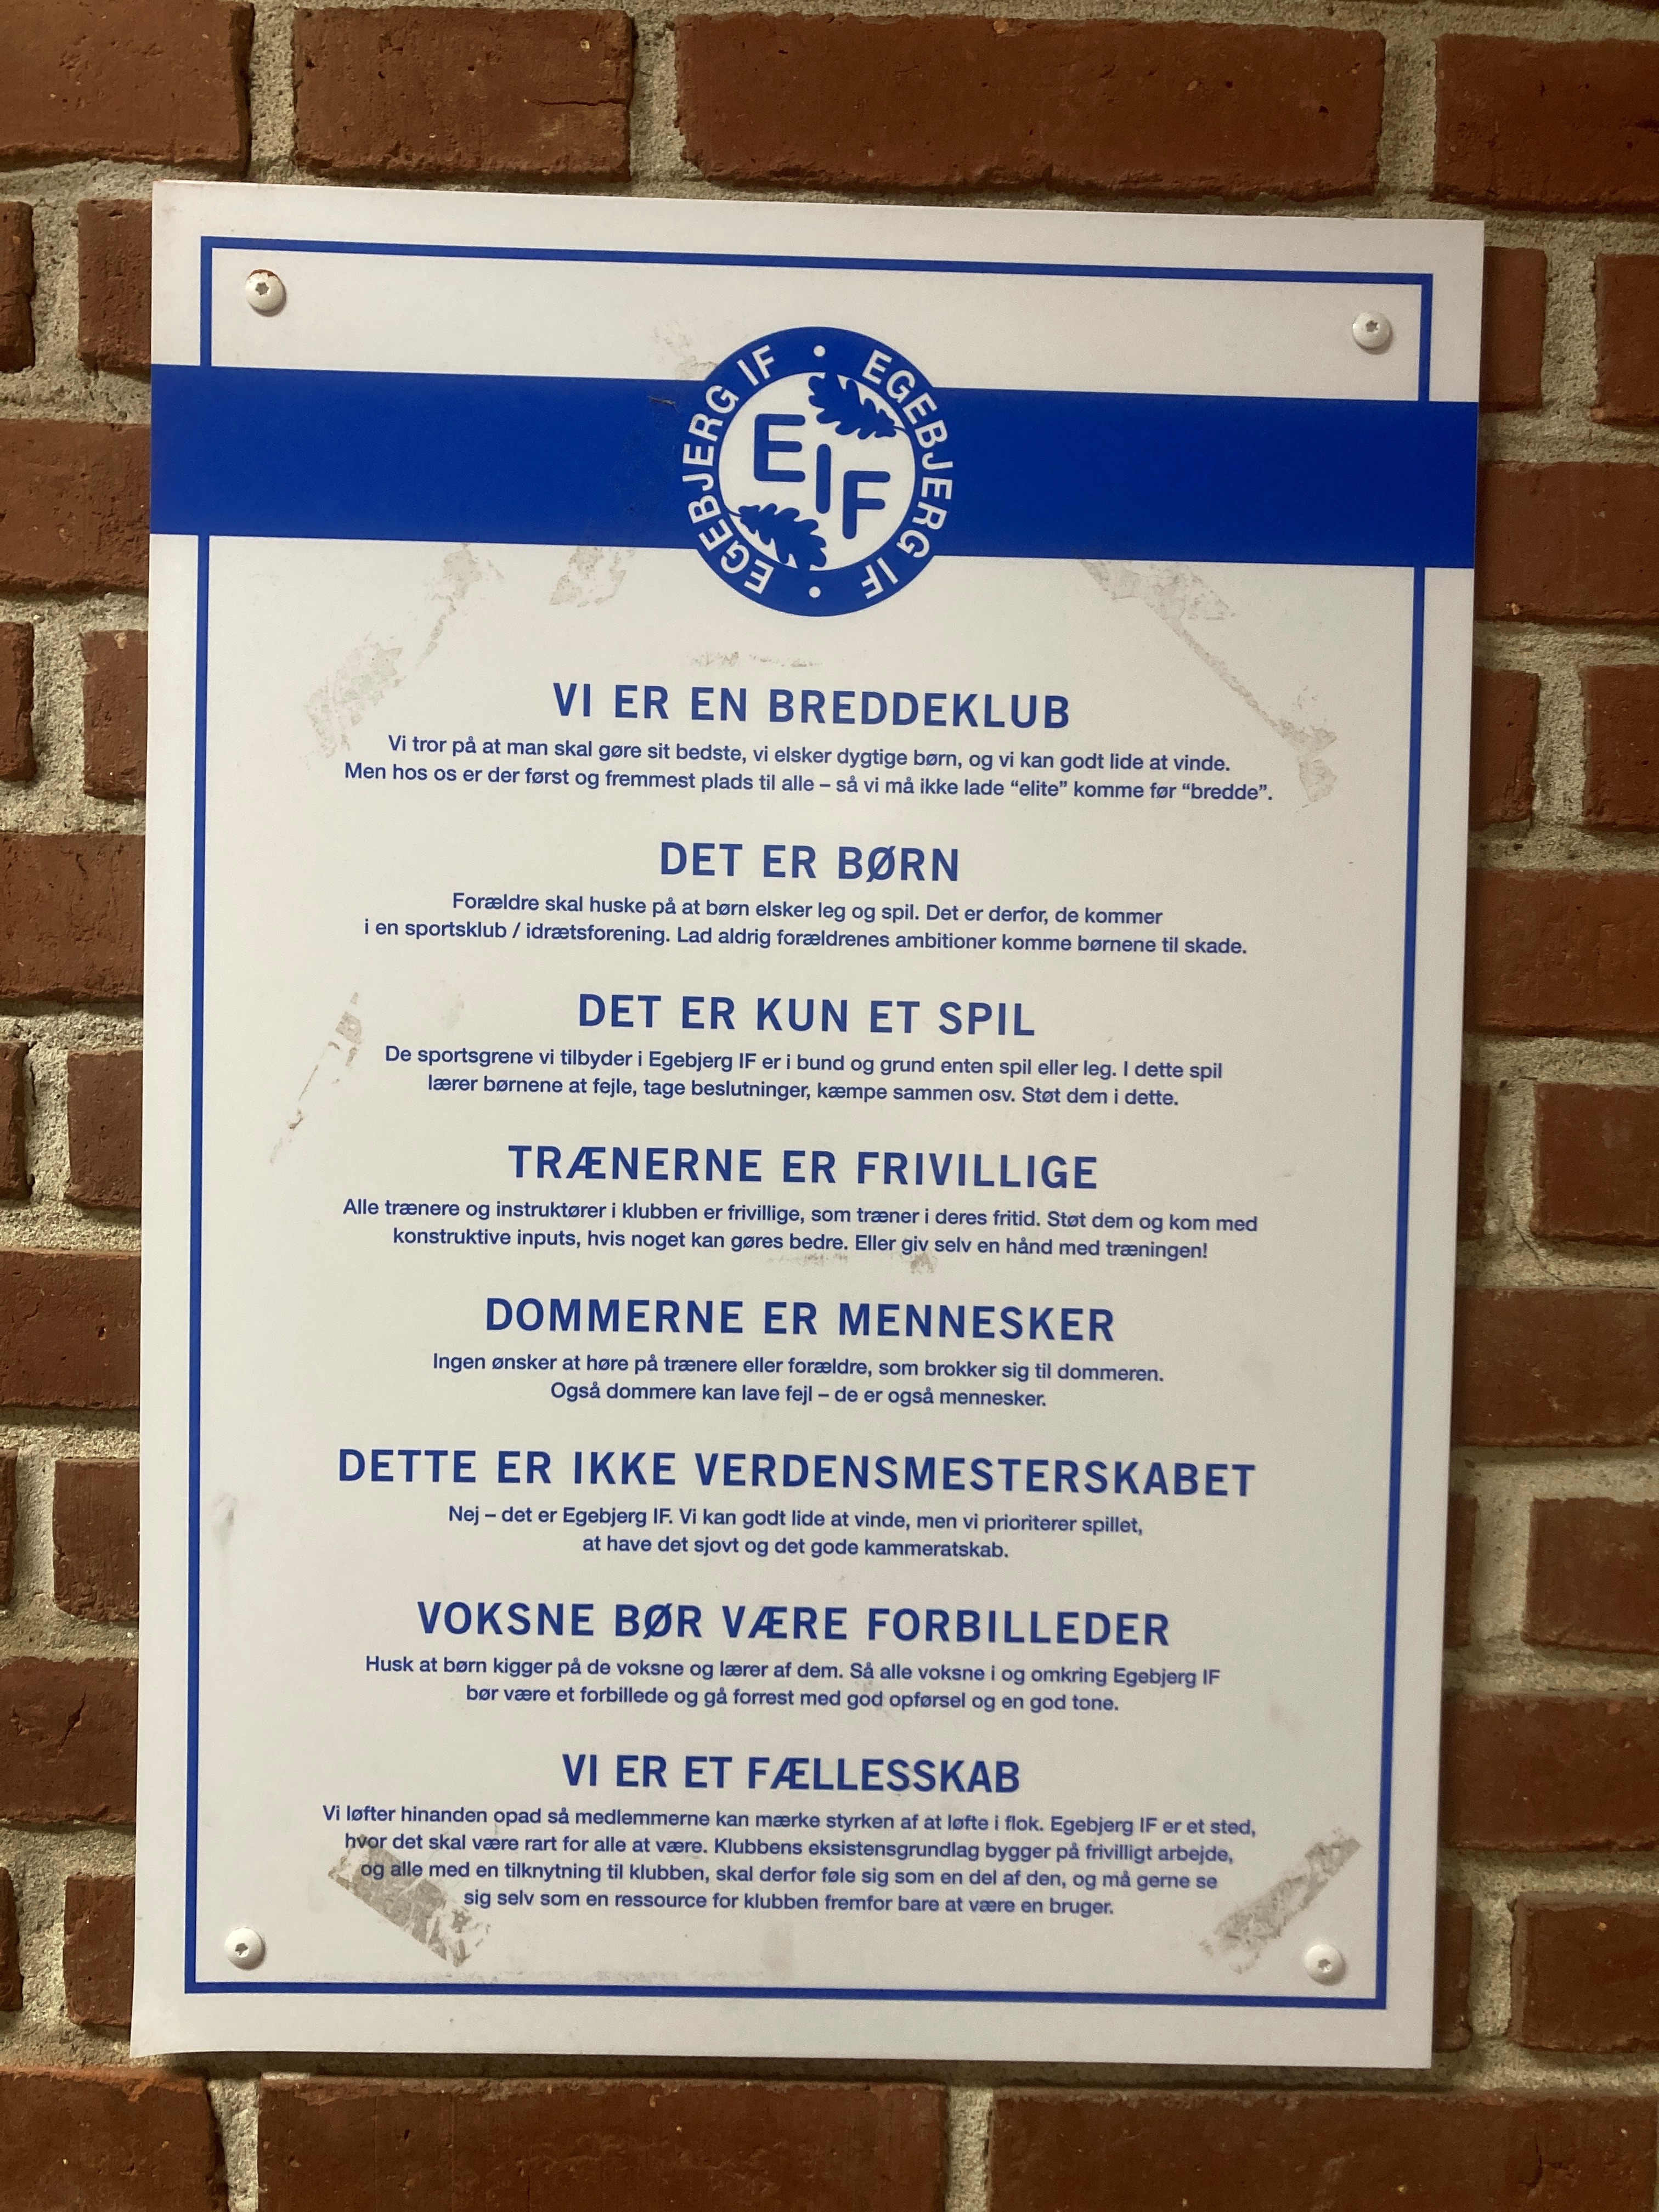 EGEBJERG IF • EGEBJERG IF •
EIF
VI ER EN BREDDEKLUB
Vi tror på at man skal gøre sit bedste, vi elsker dygtige børn, og vi kan godt lide at vinde.
Men hos os er der først og fremmest plads til alle – så vi må ikke lade “elite” komme før “bredde”.
DET ER BØRN
Forældre skal huske på at børn elsker leg og spil. Det er derfor, de kommer
i en sportsklub / idrætsforening. Lad aldrig forældrenes ambitioner komme børnene til skade.
DET ER KUN ET SPIL
De sportsgrene vi tilbyder i Egebjerg IF er i bund og grund enten spil eller leg. I dette spil
lærer børnene at fejle, tage beslutninger, kæmpe sammen osv. Støt dem i dette.
TRÆNERNE ER FRIVILLIGE
Alle trænere og instruktører i klubben er frivillige, som træner i deres fritid. Støt dem og kom med
konstruktive inputs, hvis noget kan gøres bedre. Eller giv selv en hånd med træningen!
DOMMERNE ER MENNESKER
Ingen ønsker at høre på trænere eller forældre, som brokker sig til dommeren.
Også dommere kan lave fejl – de er også mennesker.
DETTE ER IKKE VERDENSMESTERSKABET
Nej – det er Egebjerg IF. Vi kan godt lide at vinde, men vi prioriterer spillet,
at have det sjovt og det gode kammeratskab.
VOKSNE BØR VÆRE FORBILLEDER
Husk at børn kigger på de voksne og lærer af dem. Så alle voksne i og omkring Egebjerg IF
bør være et forbillede og gå forrest med god opførsel og en god tone.
VI ER ET FÆLLESSKAB
Vi løfter hinanden opad så medlemmerne kan mærke styrken af at løfte i flok. Egebjerg IF er et sted,
hvor det skal være rart for alle at være. Klubbens eksistensgrundlag bygger på frivilligt arbejde,
og alle med en tilknytning til klubben, skal derfor føle sig som en del af den, og må gerne se
sig selv som en ressource for klubben fremfor bare at være en bruger.